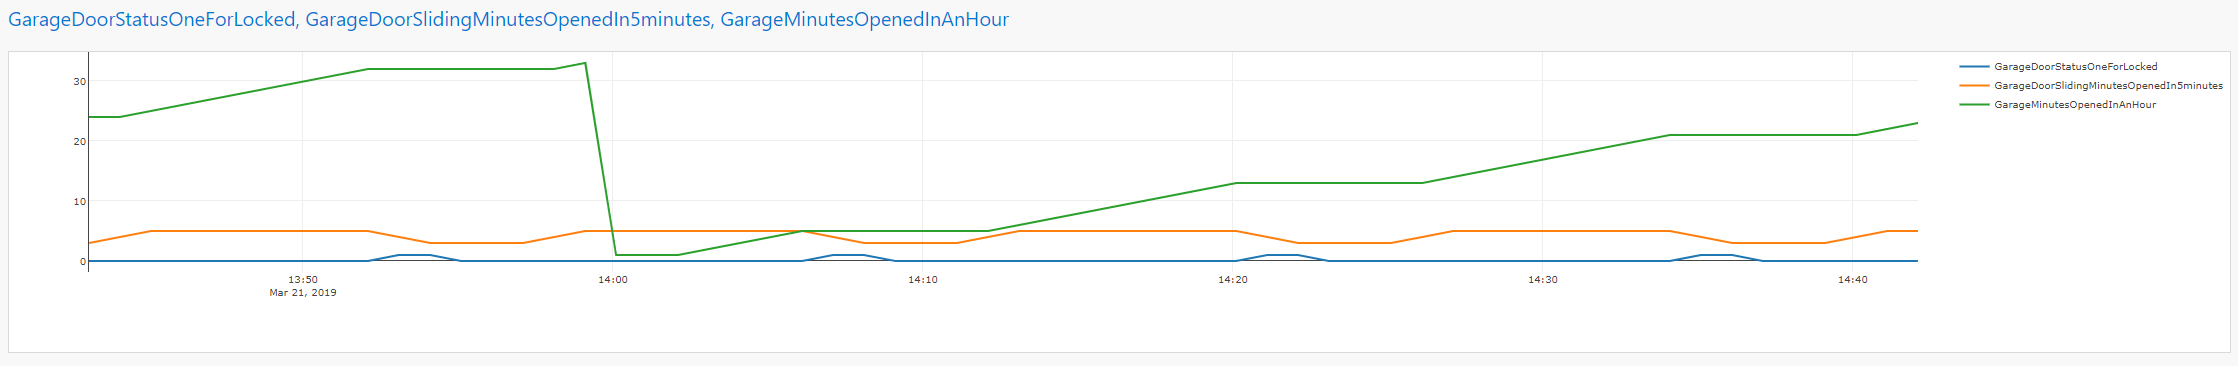 GarageDoorStatusOneForLocked, GarageDoorSlidingMinutesOpenedIn5minutes, GarageMinutesOpenedInAnHour
GarageDoorStatusOneForLocked
GarageDoorSlidingMinutesOpenedIn5minutes
GarageMinutesOpenedInAnHour
30
20
10
0
13:50 14:00 14:10 14:20 14:30 14:40
Mar 21, 2019